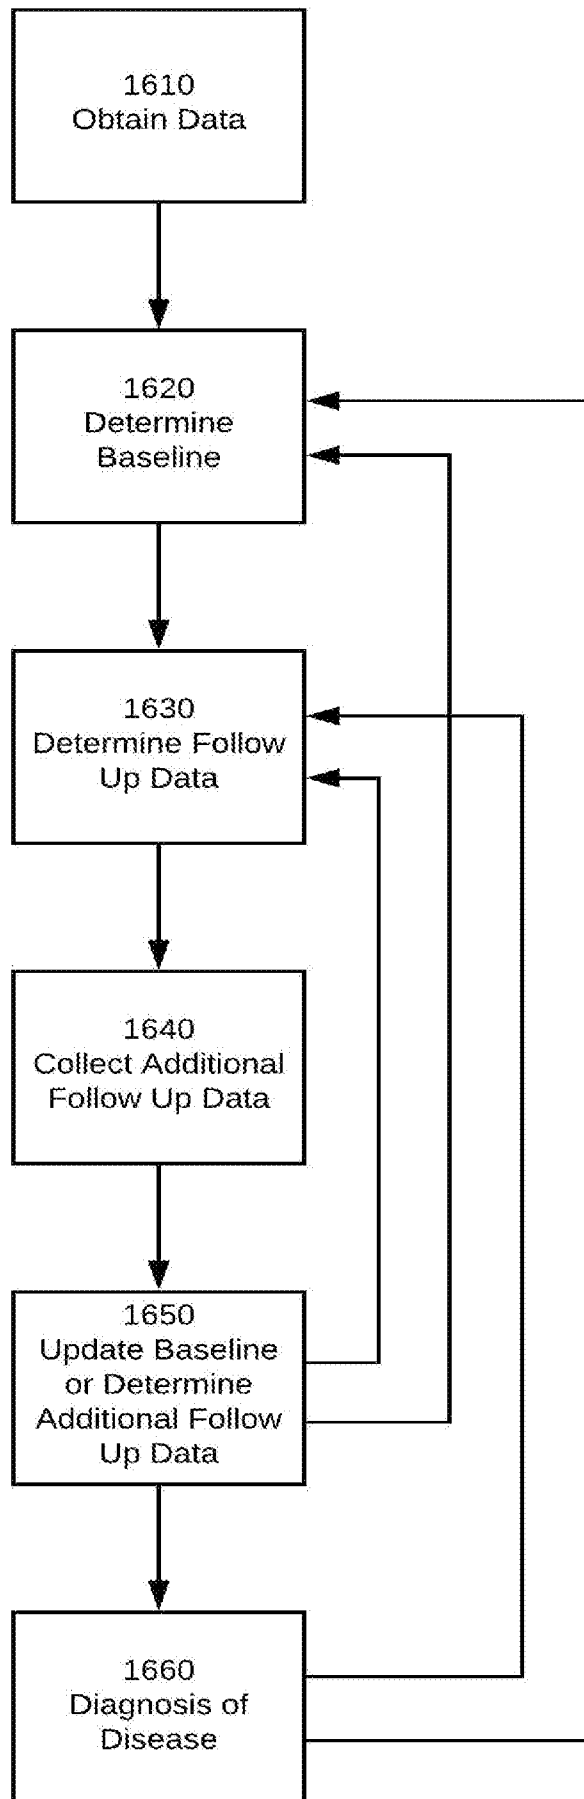 1610
Obtain Data
1620
Determine
Baseline
1630
Determine Follow
Up Data
1640
Collect Additional
Follow Up Data
1650
Update Baseline
or Determine
Additional Follow
Up Data
1660
Diagnosis of
Disease